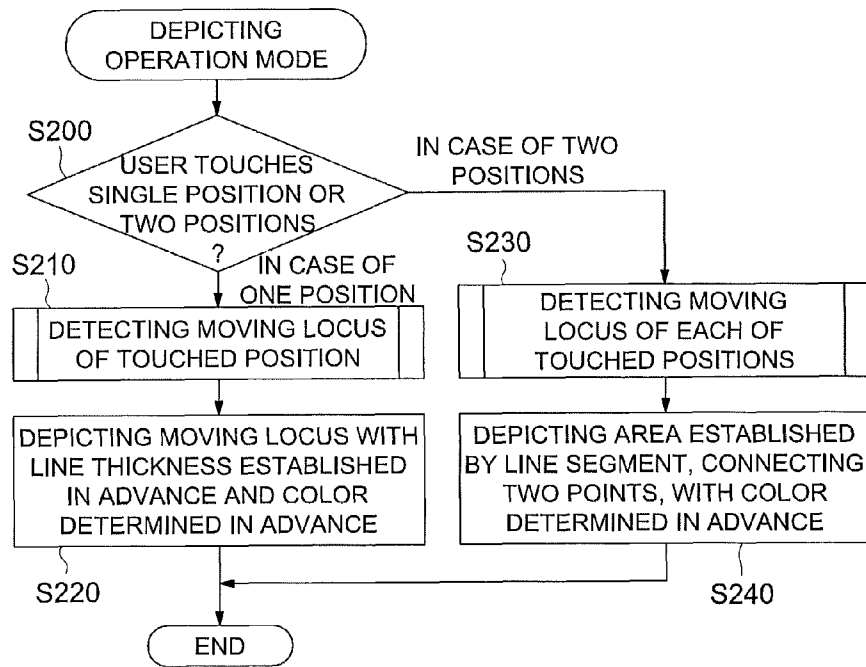 DEPICTING
OPERATION MODE
S200
USER TOUCHES
SINGLE POSITION OR
TWO POSITIONS
?
IN CASE OF TWO
POSITIONS
S210
IN CASE OF
ONE POSITION
DETECTING MOVING LOCUS
OF TOUCHED POSITION
S230
DETECTING MOVING
LOCUS OF EACH OF
TOUCHED POSITIONS
DEPICTING MOVING LOCUS WITH
LINE THICKNESS ESTABLISHED
IN ADVANCE AND COLOR
DETERMINED IN ADVANCE
S220
DEPICTING AREA ESTABLISHED
BY LINE SEGMENT, CONNECTING
TWO POINTS, WITH COLOR
DETERMINED IN ADVANCE
S240
END